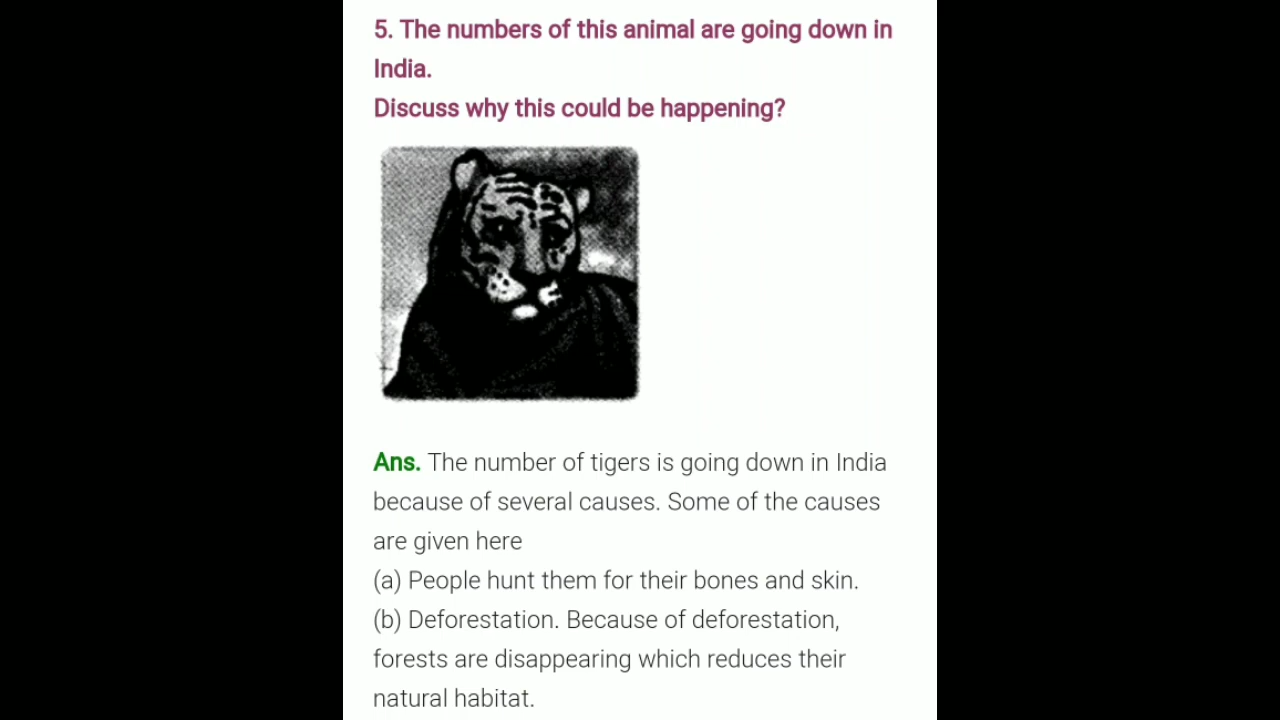 5. The numbers of this animal are going down in
India.
Discuss why this could be happening?
Ans. The number of tigers is going down in India
because of several causes. Some of the causes
are given here
(a) People hunt them for their bones and skin.
(b) Deforestation. Because of deforestation,
forests are disappearing which reduces their
natural habitat.